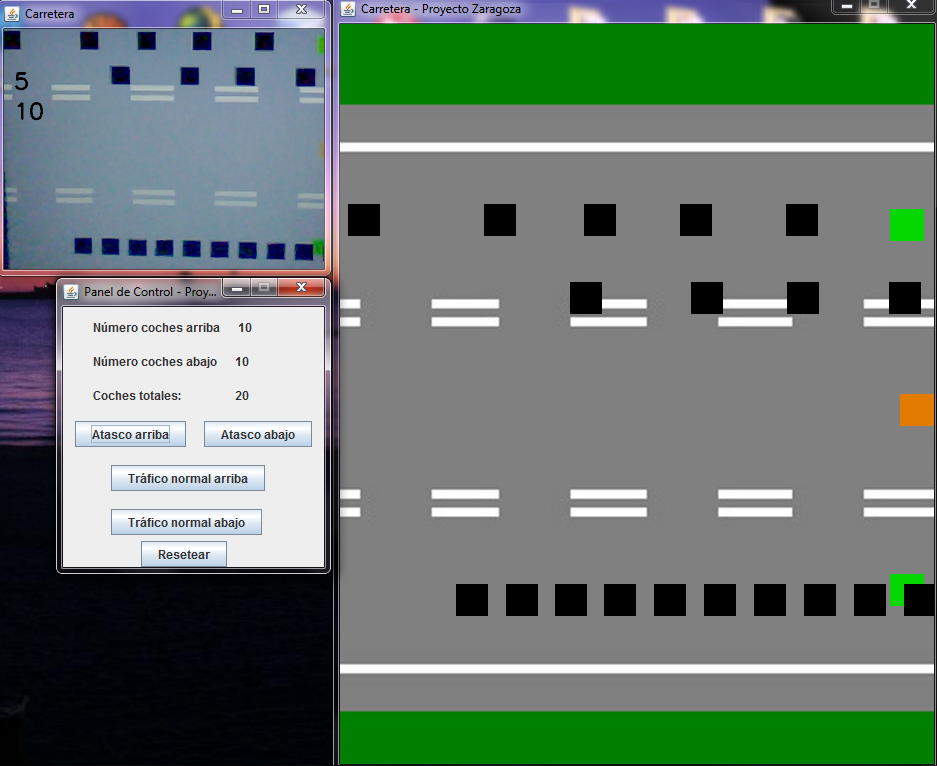 Carretera
5
10
Panel de Control - Proy...
Número coches arriba 10
Número coches abajo 10
Coches totales: 20
Atasco arriba Atasco abajo
Tráfico normal arriba
Tráfico normal abajo
Resetear
Carretera - Proyecto Zaragoza